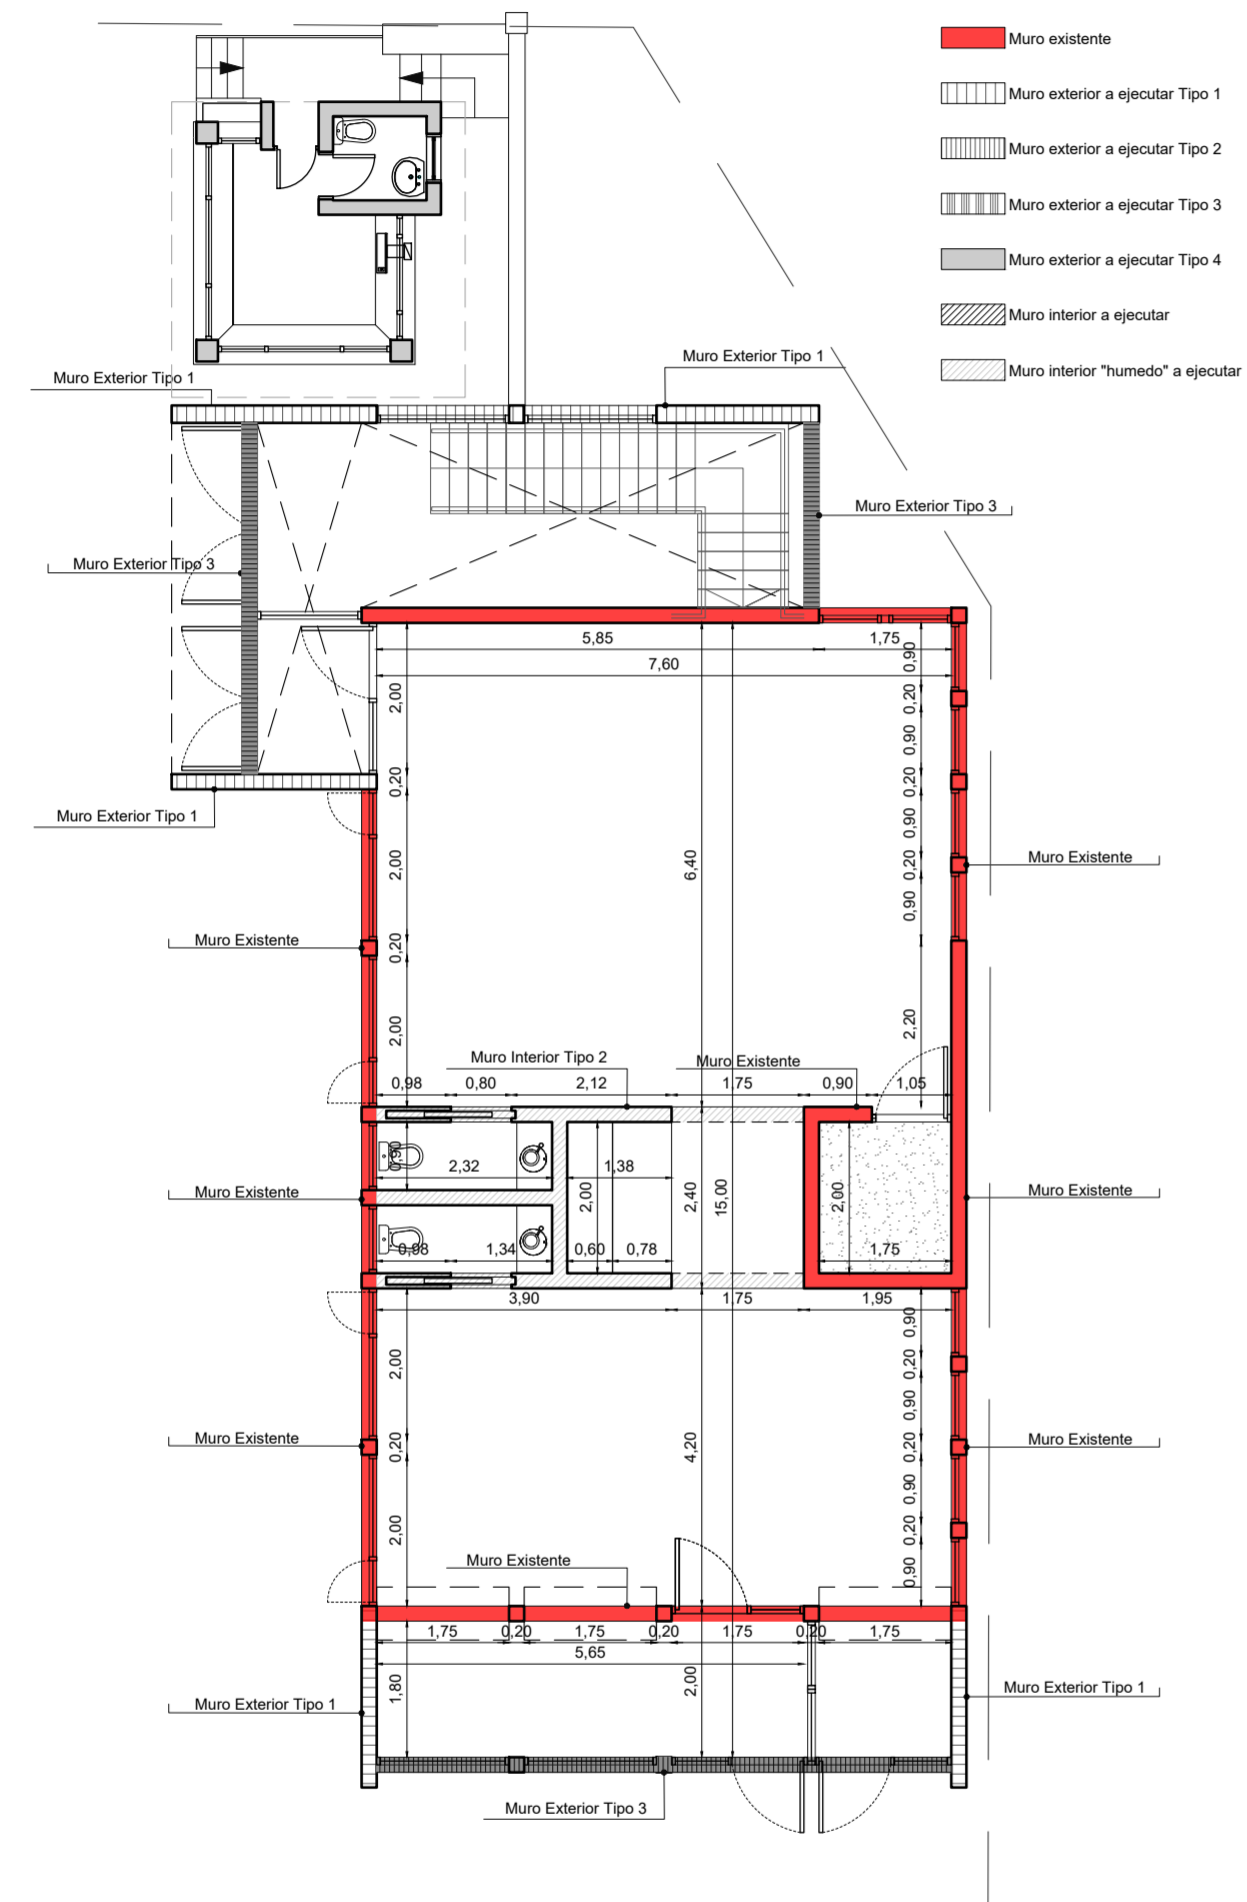 Muro existente
Muro exterior a ejecutar Tipo 1
Muro exterior a ejecutar Tipo 2
Muro exterior a ejecutar Tipo 3
Muro exterior a ejecutar Tipo 4
Muro interior a ejecutar
Muro interior "humedo" a ejecutar
Muro Exterior Tipo 1
Muro Exterior Tipo 1
Muro Exterior Tipo 3
Muro Exterior Tipo 3
5,85
1,75
7,60
2,00
0,90
0,20
0,90
0,20
0,20
Muro Exterior Tipo 1
0,90
2,00
6,40
0,20
Muro Existente
0,90
Muro Existente
0,20
2,00
2,20
Muro Interior Tipo 2
Muro Existente
0,98
0,80
2,12
1,75
0,90
1,05
0,90
2,32
1,38
2,00
2,40
15,00
2,00
Muro Existente
Muro Existente
0,98
1,34
0,60
0,78
1,75
3,90
1,75
1,95
0,90
2,00
0,20
0,90
Muro Existente
0,20
4,20
0,20
Muro Existente
0,90
2,00
0,20
Muro Existente
0,90
1,75
0,20
1,75
0,20
1,75
0,20
1,75
5,65
1,80
2,00
Muro Exterior Tipo 1
Muro Exterior Tipo 1
Muro Exterior Tipo 3